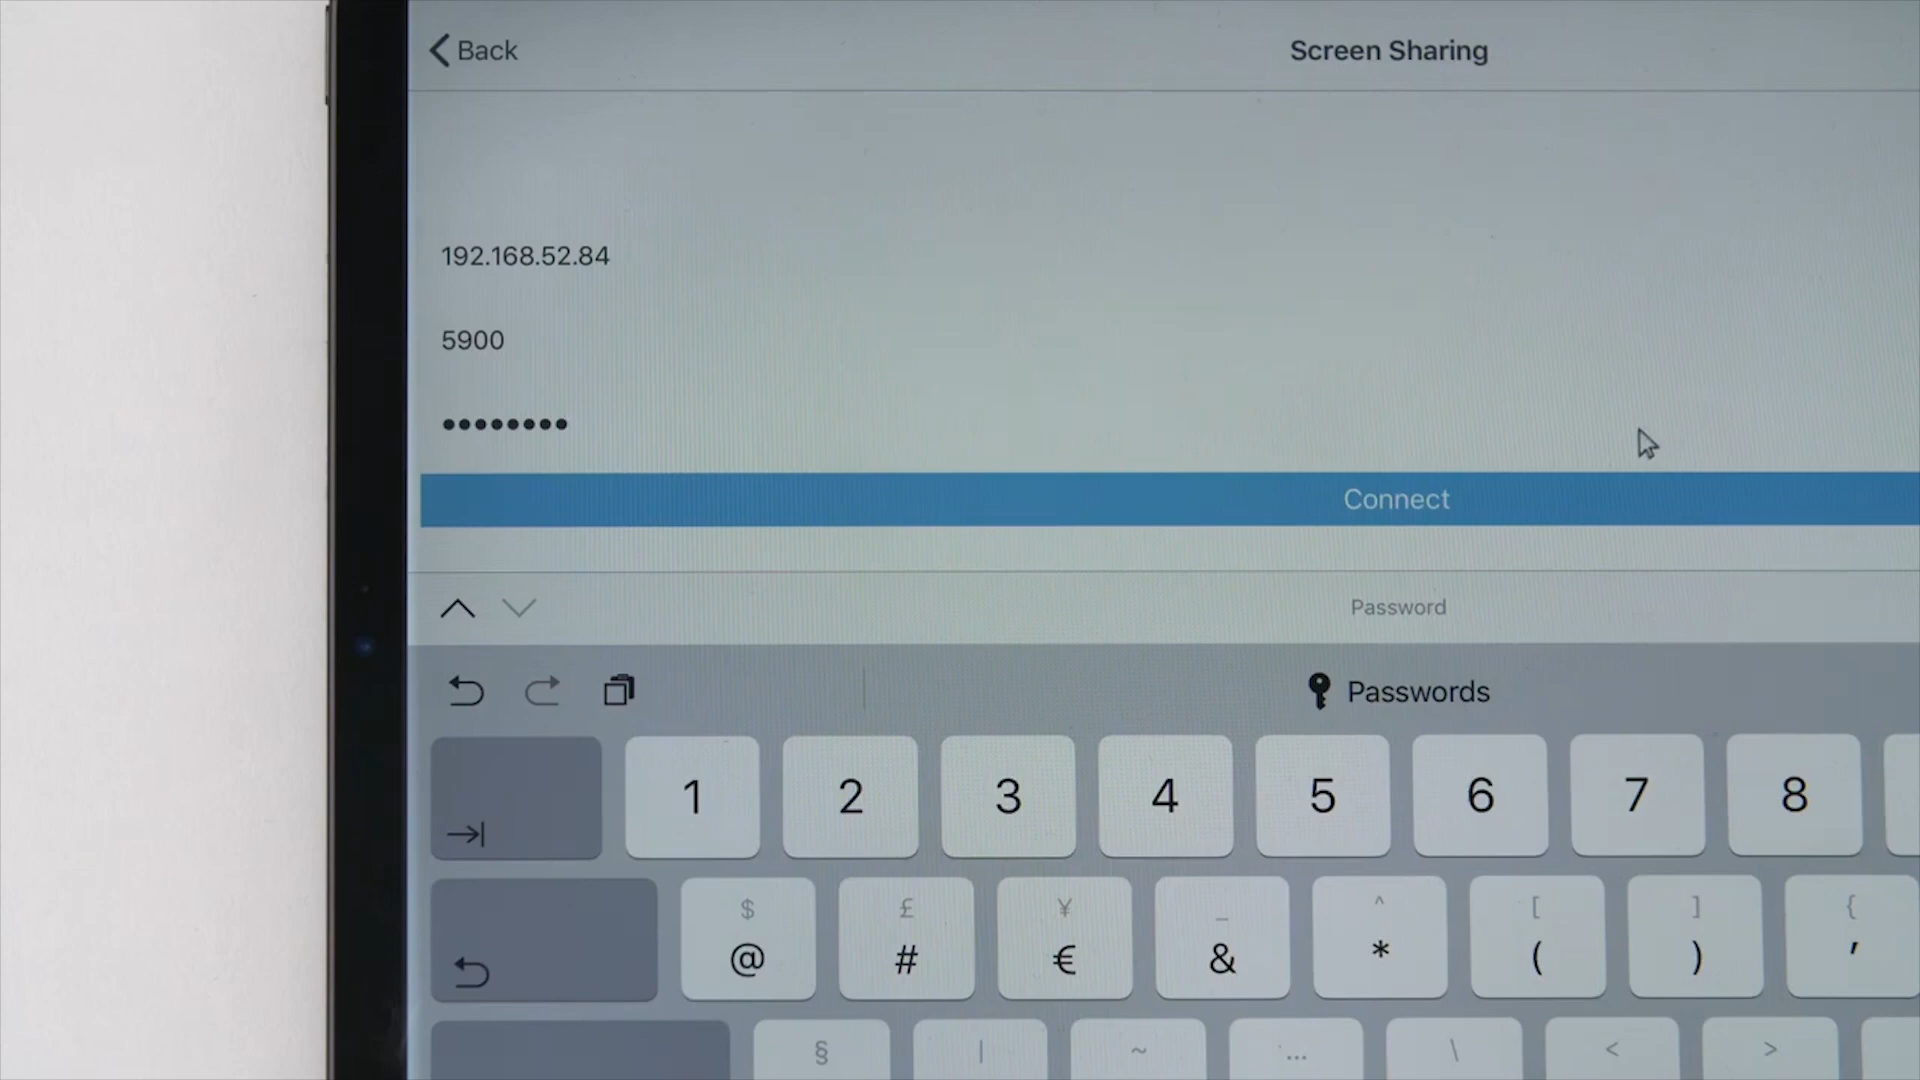 Back
Screen Sharing
192.168.52.84
5900
••••••••
Connect
Password
Passwords
1 2 3 4 5 6 7 8
$ £ ¥ _ ^ [ ] {
@ # € & * ( ) '
§ | ~ … \ < >